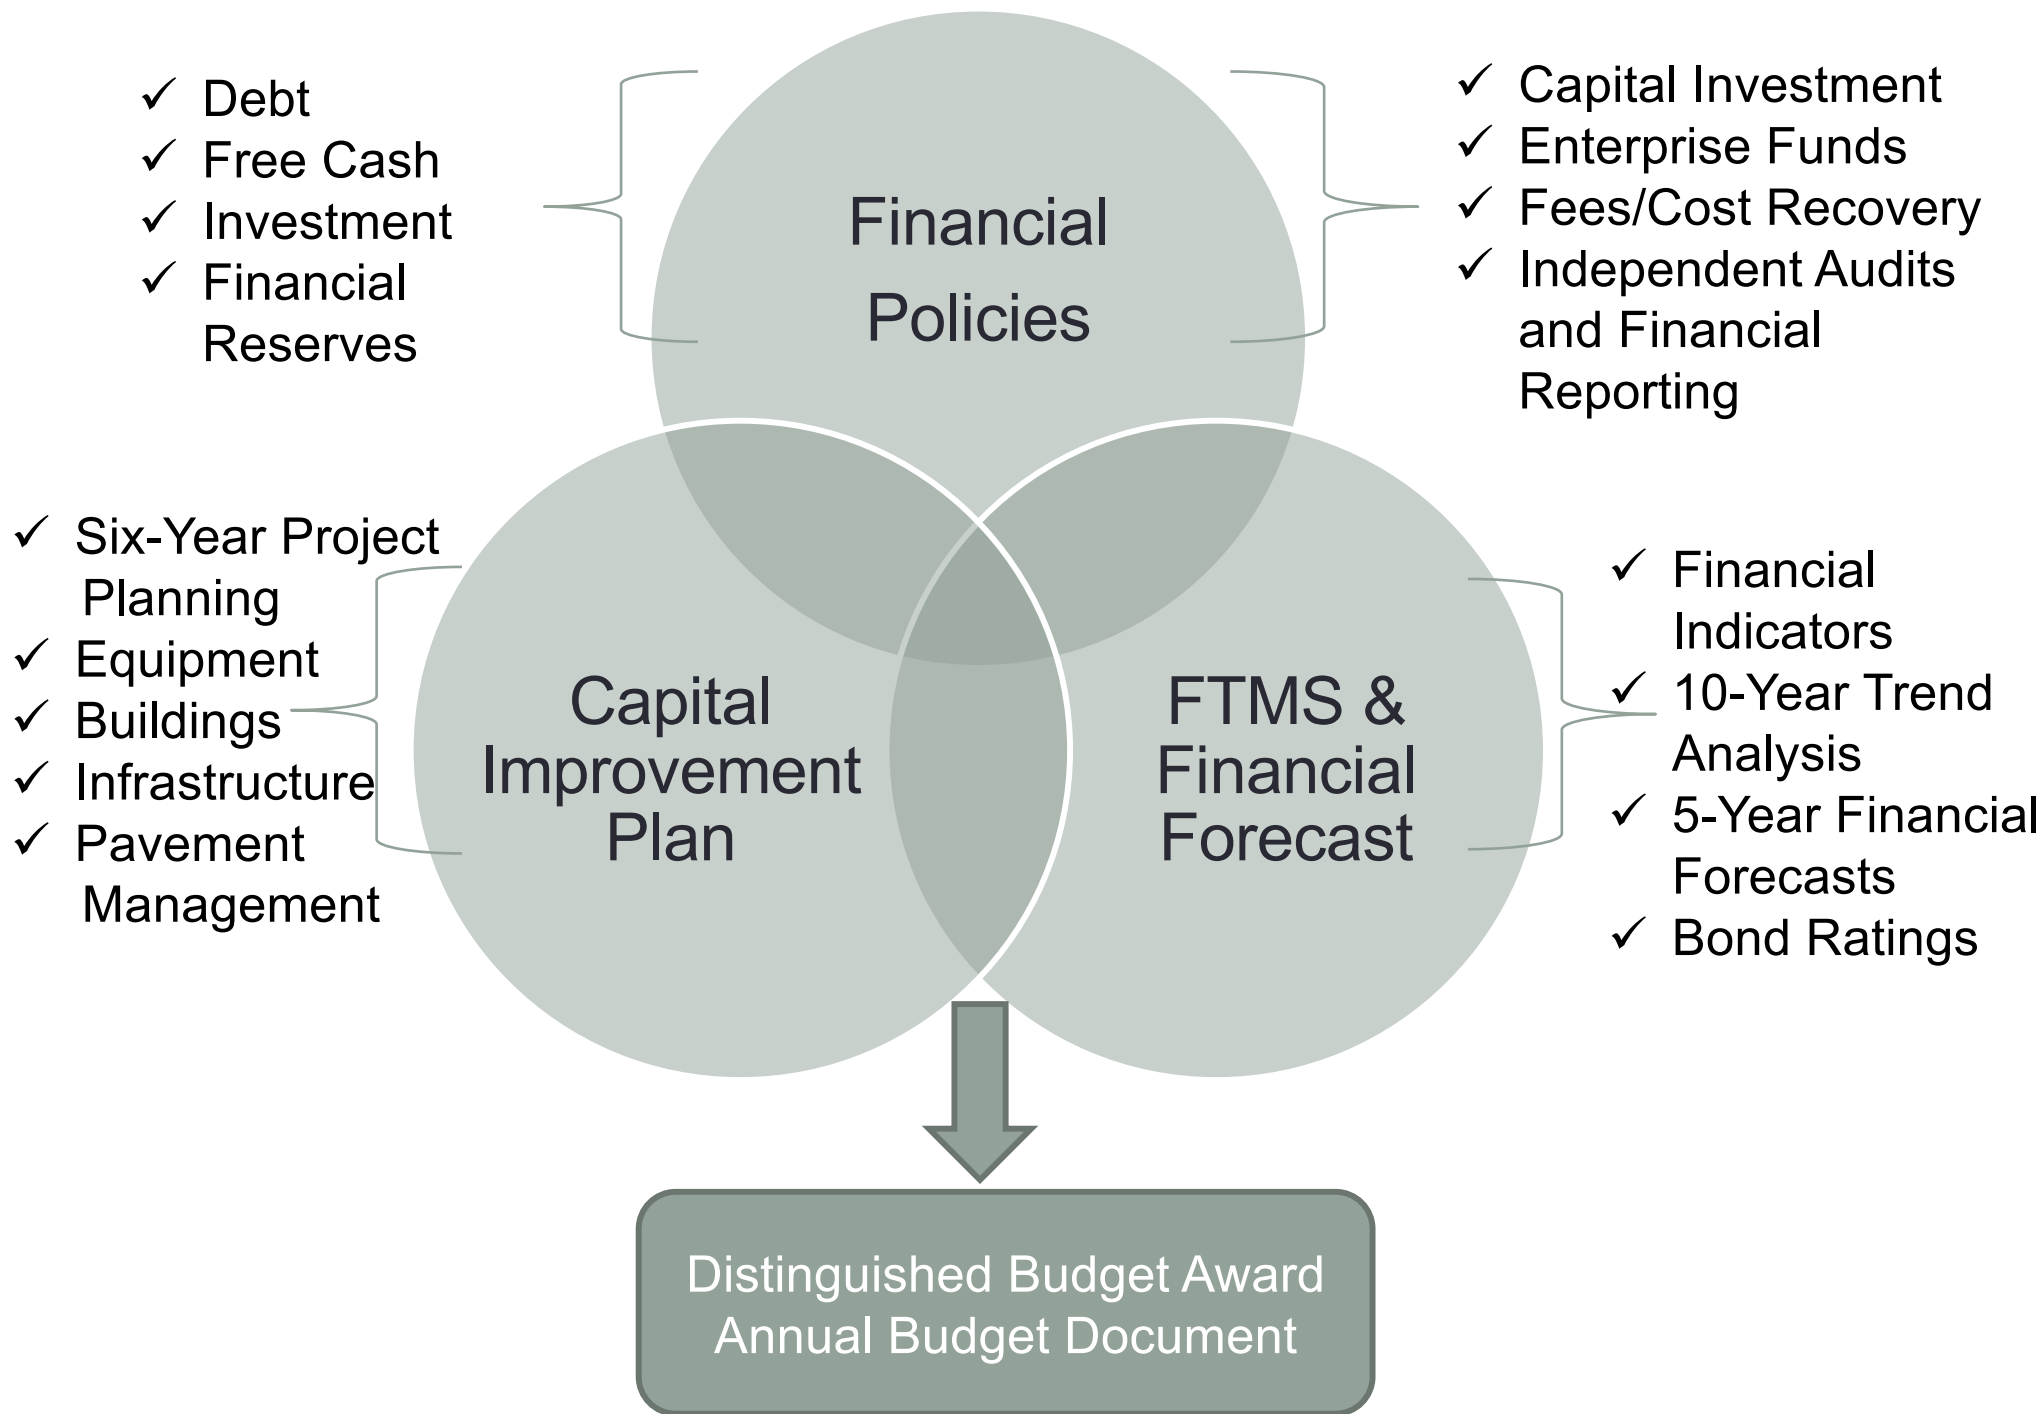 ✓ Debt
✓ Free Cash
✓ Investment
✓ Financial
Reserves
Financial
Policies
✓ Capital Investment
✓ Enterprise Funds
✓ Fees/Cost Recovery
✓ Independent Audits
and Financial
Reporting
✓ Six-Year Project
Planning
✓ Equipment
✓ Buildings
✓ Infrastructure
✓ Pavement
Management
Capital
Improvement
Plan
FTMS &
Financial
Forecast
✓ Financial
Indicators
✓ 10-Year Trend
Analysis
✓ 5-Year Financial
Forecasts
✓ Bond Ratings
Distinguished Budget Award
Annual Budget Document